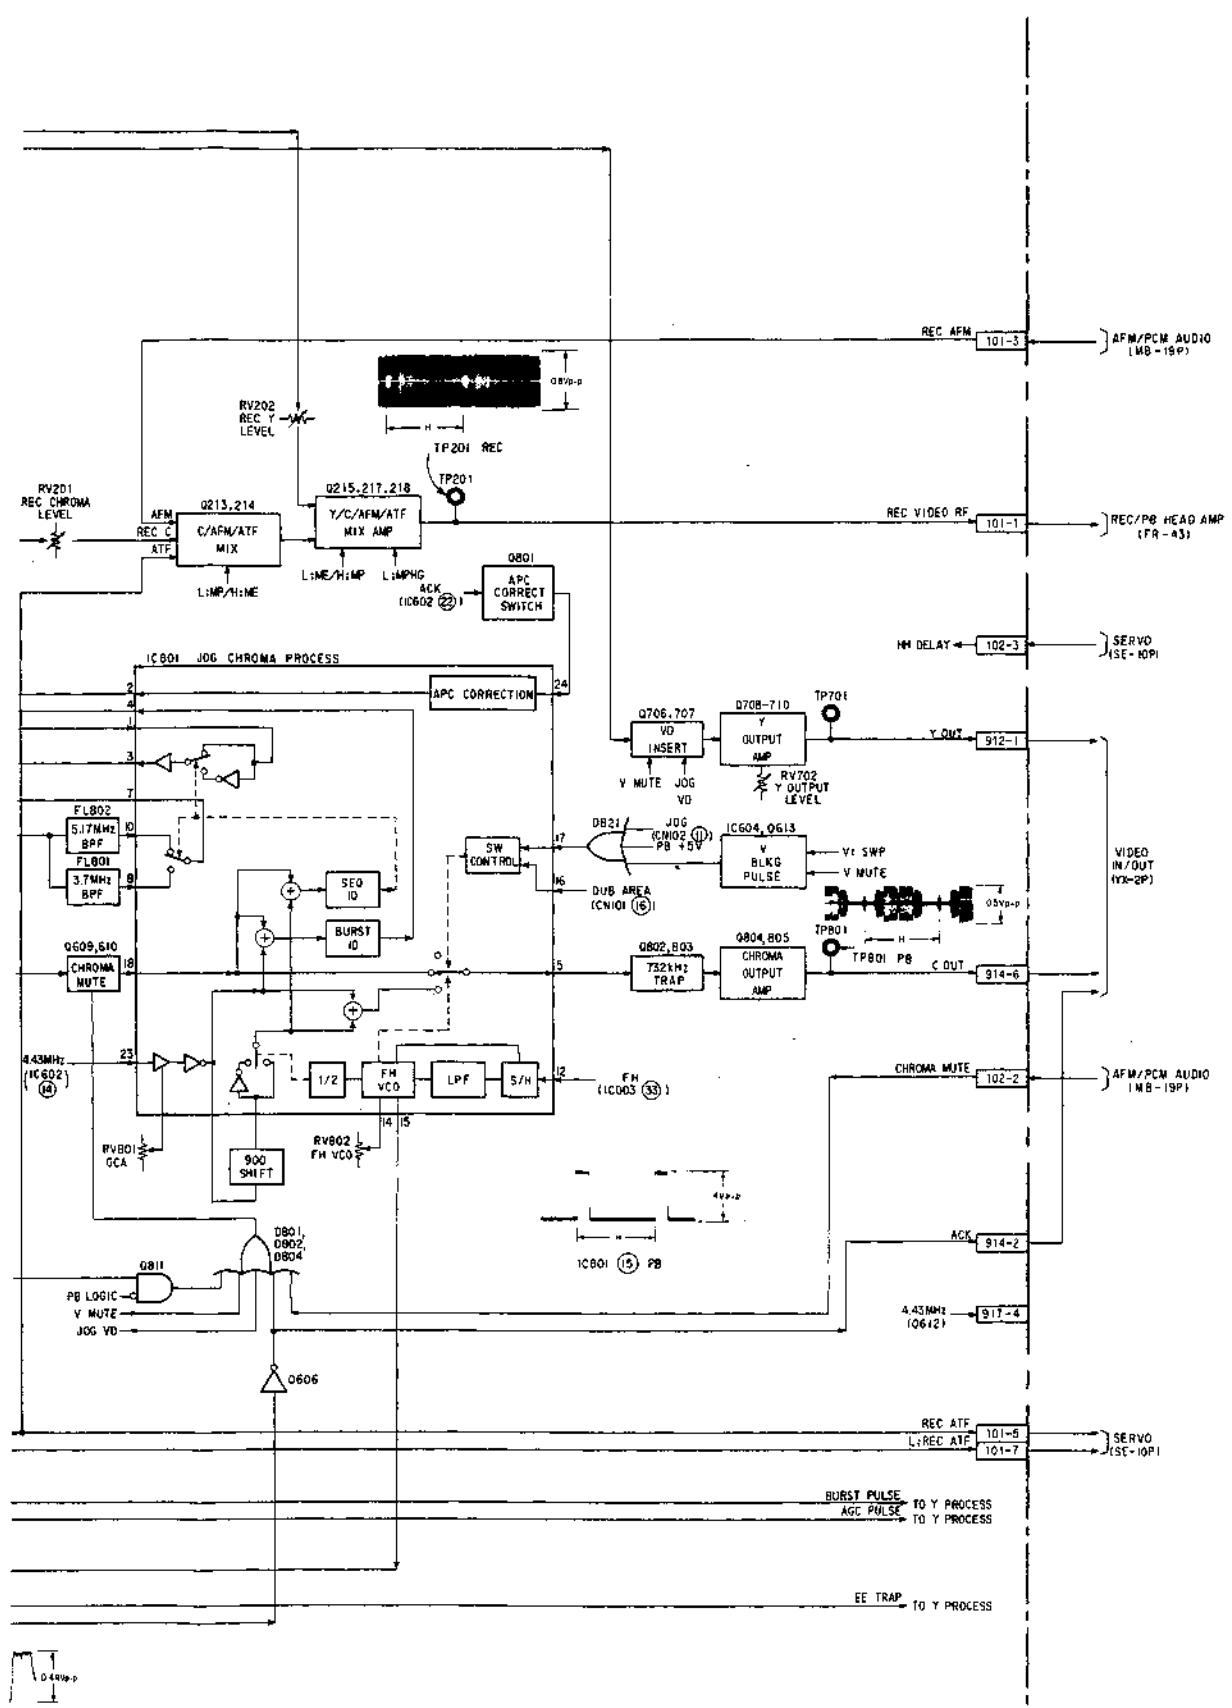 REC AFM
101-3
AFM/PCM AUDIO
(MB-19P)
0.8Vp-p
H
RV202
REC Y
LEVEL
TP201 REC
TP201
RV201
REC CHROMA
LEVEL
Q213,214
C/AFM/ATF
MIX
AFM
REC C
ATF
L:MP/H:ME
Q215,217,218
Y/C/AFM/ATF
MIX AMP
L:ME/H:MP
L:MPHG
REC VIDEO RF
101-1
REC/PB HEAD AMP
(FR-43)
Q801
APC
CORRECT
SWITCH
ACK
(IC602 22)
HH DELAY
102-3
SERVO
(SE-10P)
IC801 JOG CHROMA PROCESS
2
4
1
3
7
APC CORRECTION
24
Q706,707
VD
INSERT
V MUTE
JOG
VD
Q708-710
Y
OUTPUT
AMP
RV702
Y OUTPUT
LEVEL
TP701
Y OUT
912-1
FL802
5.17MHz
BPF
10
FL801
3.7MHz
BPF
8
SW
CONTROL
17
16
D821
JOG
(CN102 11)
PB +5V
DUB AREA
(CN101 16)
IC604,Q613
V
BLKG
PULSE
V MUTE
VIDEO
IN/OUT
(YX-2P)
0.5Vp-p
H
TP801
TP801 PB
SEQ
ID
BURST
ID
Q609,610
CHROMA
MUTE
18
5
Q802,803
732kHz
TRAP
Q804,805
CHROMA
OUTPUT
AMP
C OUT
914-6
4.43MHz
(IC602)
14
23
1/2
FH
VCO
LPF
S/H
12
FH
(IC003 33)
14
15
RV801
GCA
900
SHIFT
RV802
FH VCO
CHROMA MUTE
102-2
AFM/PCM AUDIO
(MB-19P)
4Vp-p
H
IC801 15 PB
D801,
D802,
D804
Q811
PB LOGIC
V MUTE
JOG VD
ACK
914-2
4.43MHz
(Q612)
917-4
Q606
REC ATF
101-5
L:REC ATF
101-7
SERVO
(SE-10P)
BURST PULSE
TO Y PROCESS
AGC PULSE
TO Y PROCESS
EE TRAP
TO Y PROCESS